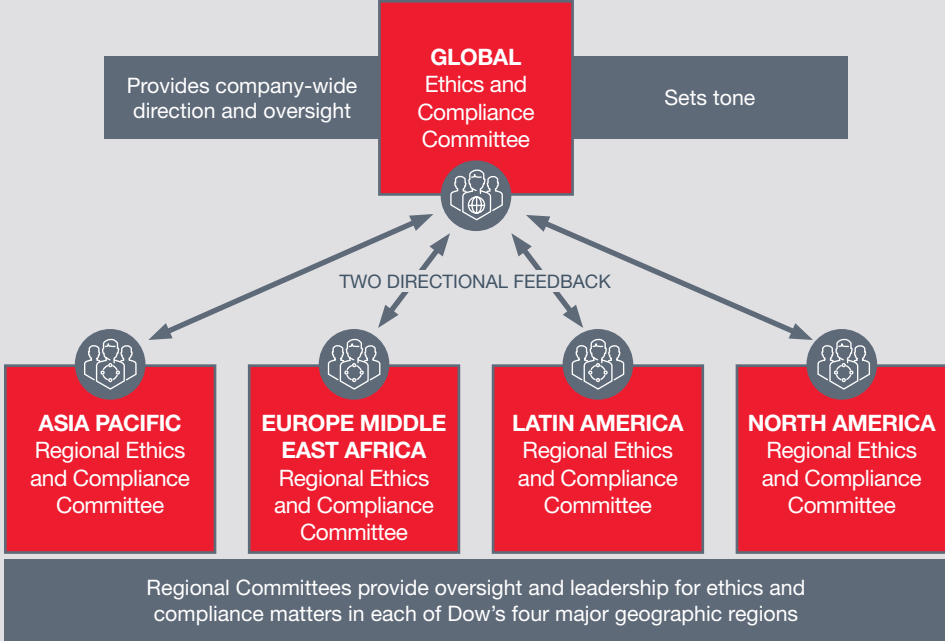 GLOBAL
Ethics and
Compliance
Committee
Provides company-wide
direction and oversight
Sets tone
TWO DIRECTIONAL FEEDBACK
ASIA PACIFIC
Regional Ethics
and Compliance
Committee
EUROPE MIDDLE
EAST AFRICA
Regional Ethics
and Compliance
Committee
LATIN AMERICA
Regional Ethics
and Compliance
Committee
NORTH AMERICA
Regional Ethics
and Compliance
Committee
Regional Committees provide oversight and leadership for ethics and
compliance matters in each of Dow’s four major geographic regions